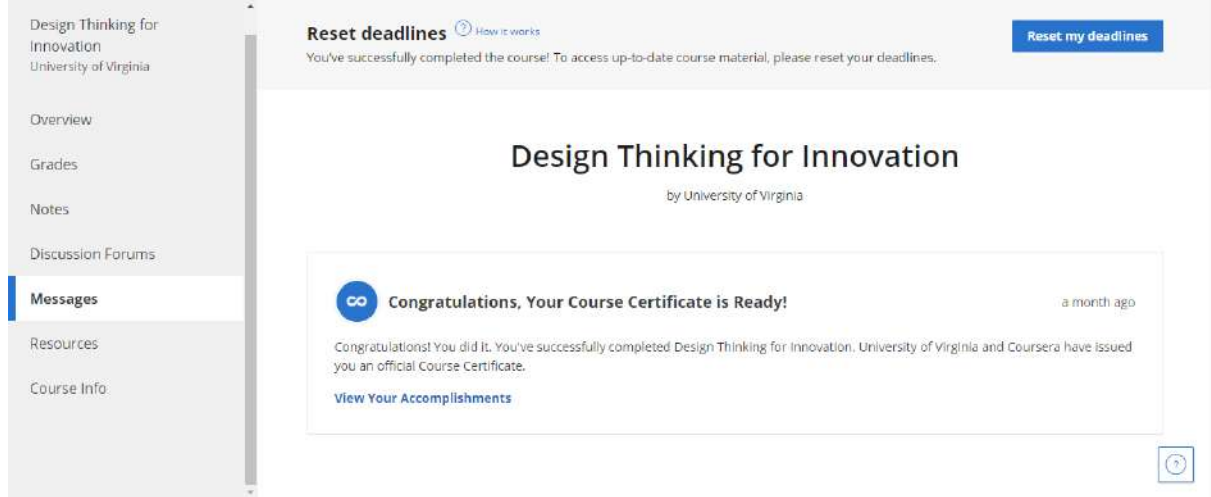 Design Thinking for
Innovation
University of Virginia
Overview
Grades
Notes
Discussion Forums
Messages
Resources
Course Info
Reset deadlines ? How it works
You've successfully completed the course! To access up-to-date course material, please reset your deadlines.
Reset my deadlines
Design Thinking for Innovation
by University of Virginia
Congratulations, Your Course Certificate is Ready!
a month ago
Congratulations! You did it. You've successfully completed Design Thinking for Innovation. University of Virginia and Coursera have issued
you an official Course Certificate.
View Your Accomplishments
?